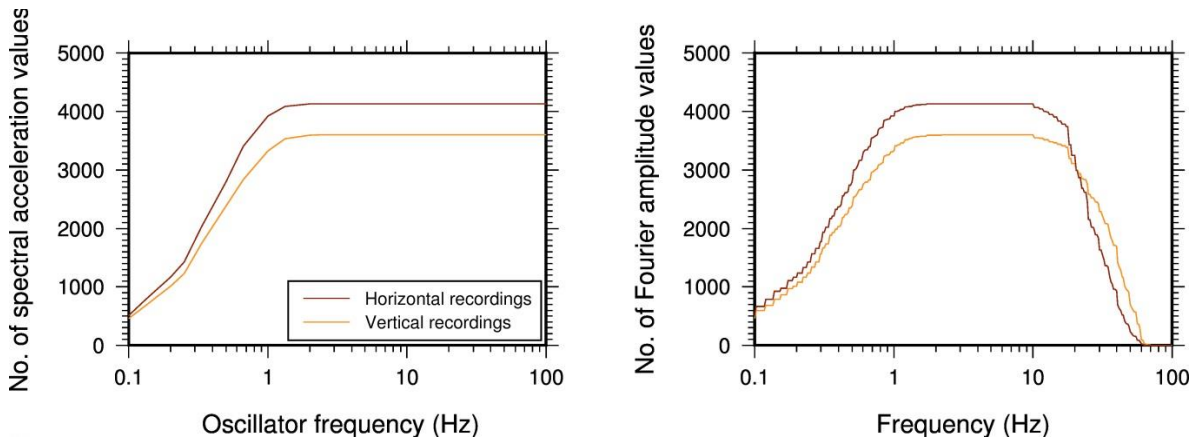 No. of spectral acceleration values
5000
4000
3000
2000
1000
0
0.1 1 10 100
Oscillator frequency (Hz)
Horizontal recordings
Vertical recordings
No. of Fourier amplitude values
5000
4000
3000
2000
1000
0
0.1 1 10 100
Frequency (Hz)